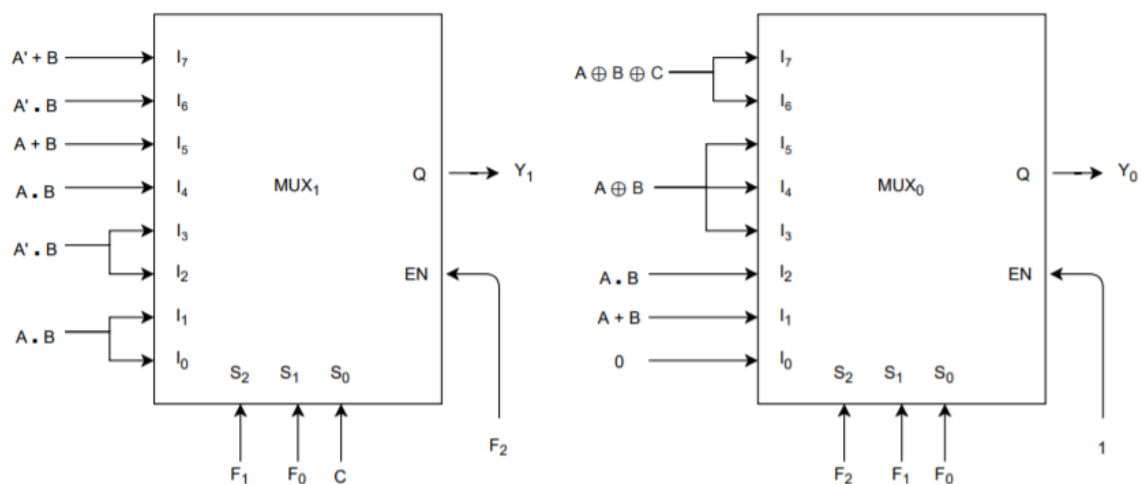 A' + B
I₇
A' . B
I₆
A + B
I₅
A . B
I₄
A' . B
I₃
I₂
A . B
I₁
I₀
MUX₁
Q
Y₁
EN
S₂ S₁ S₀
F₁ F₀ C
F₂
A ⊕ B ⊕ C
I₇
I₆
A ⊕ B
I₅
I₄
I₃
A . B
I₂
A + B
I₁
0
I₀
MUX₀
Q
Y₀
EN
S₂ S₁ S₀
F₂ F₁ F₀
1